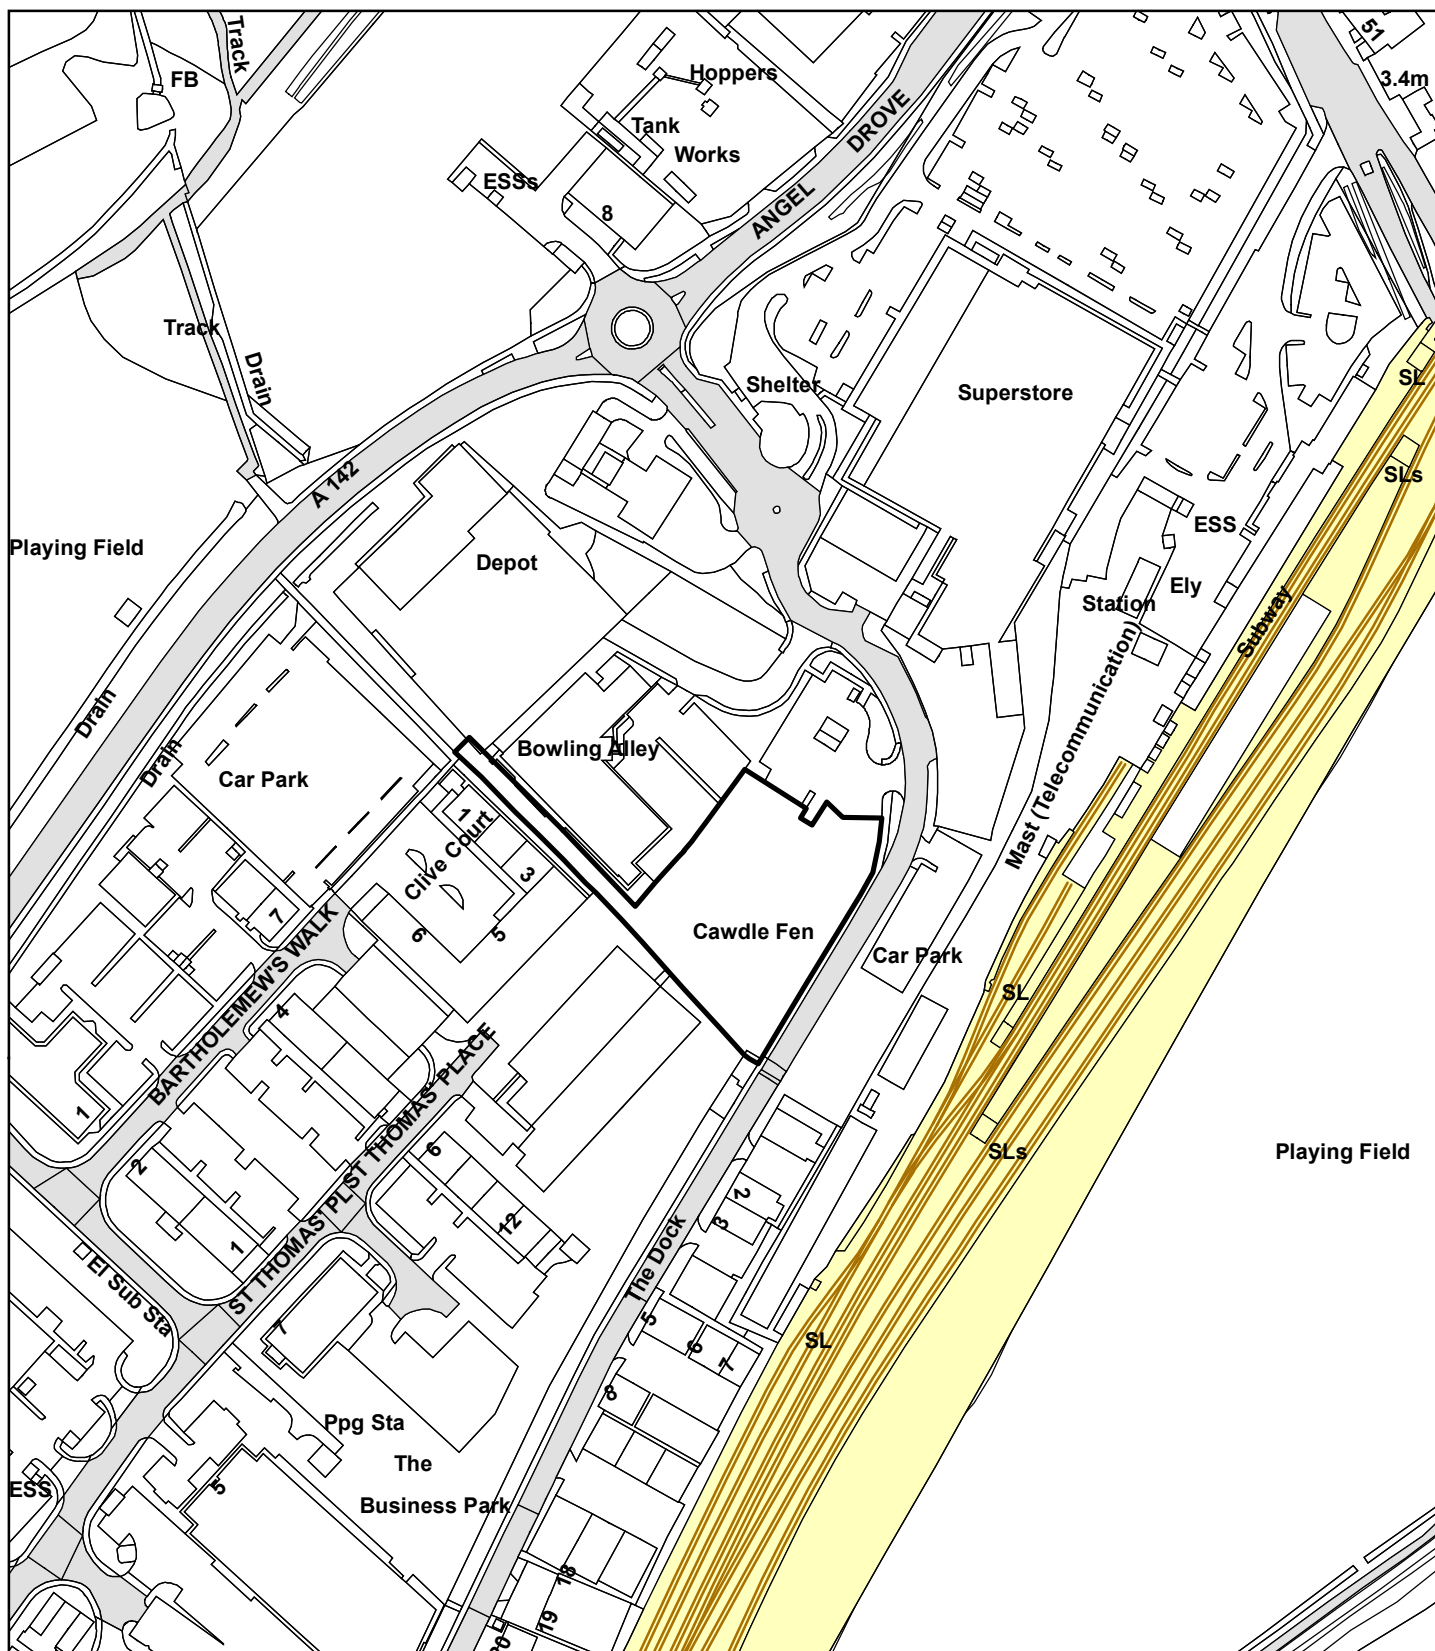 Track
FB
Hoppers
51
3.4m
DROVE
Tank
Works
ESSs
8
ANGEL
Track
Drain
Shelter
Superstore
SL
A 142
SLs
Playing Field
Depot
ESS
Ely
Station
Subway
Mast (Telecommunication)
Drain
Drain
Car Park
Bowling Alley
1
Clive Court
3
7
6
5
Cawdle Fen
Car Park
BARTHOLEMEW'S WALK
SL
4
1
ST THOMAS' PLACE
6
2
12
SLs
Playing Field
2
3
1
ST THOMAS' PL
El Sub Sta
The Dock
7
5
6
7
SL
8
Ppg Sta
The
Business Park
5
ESS
18
19
20